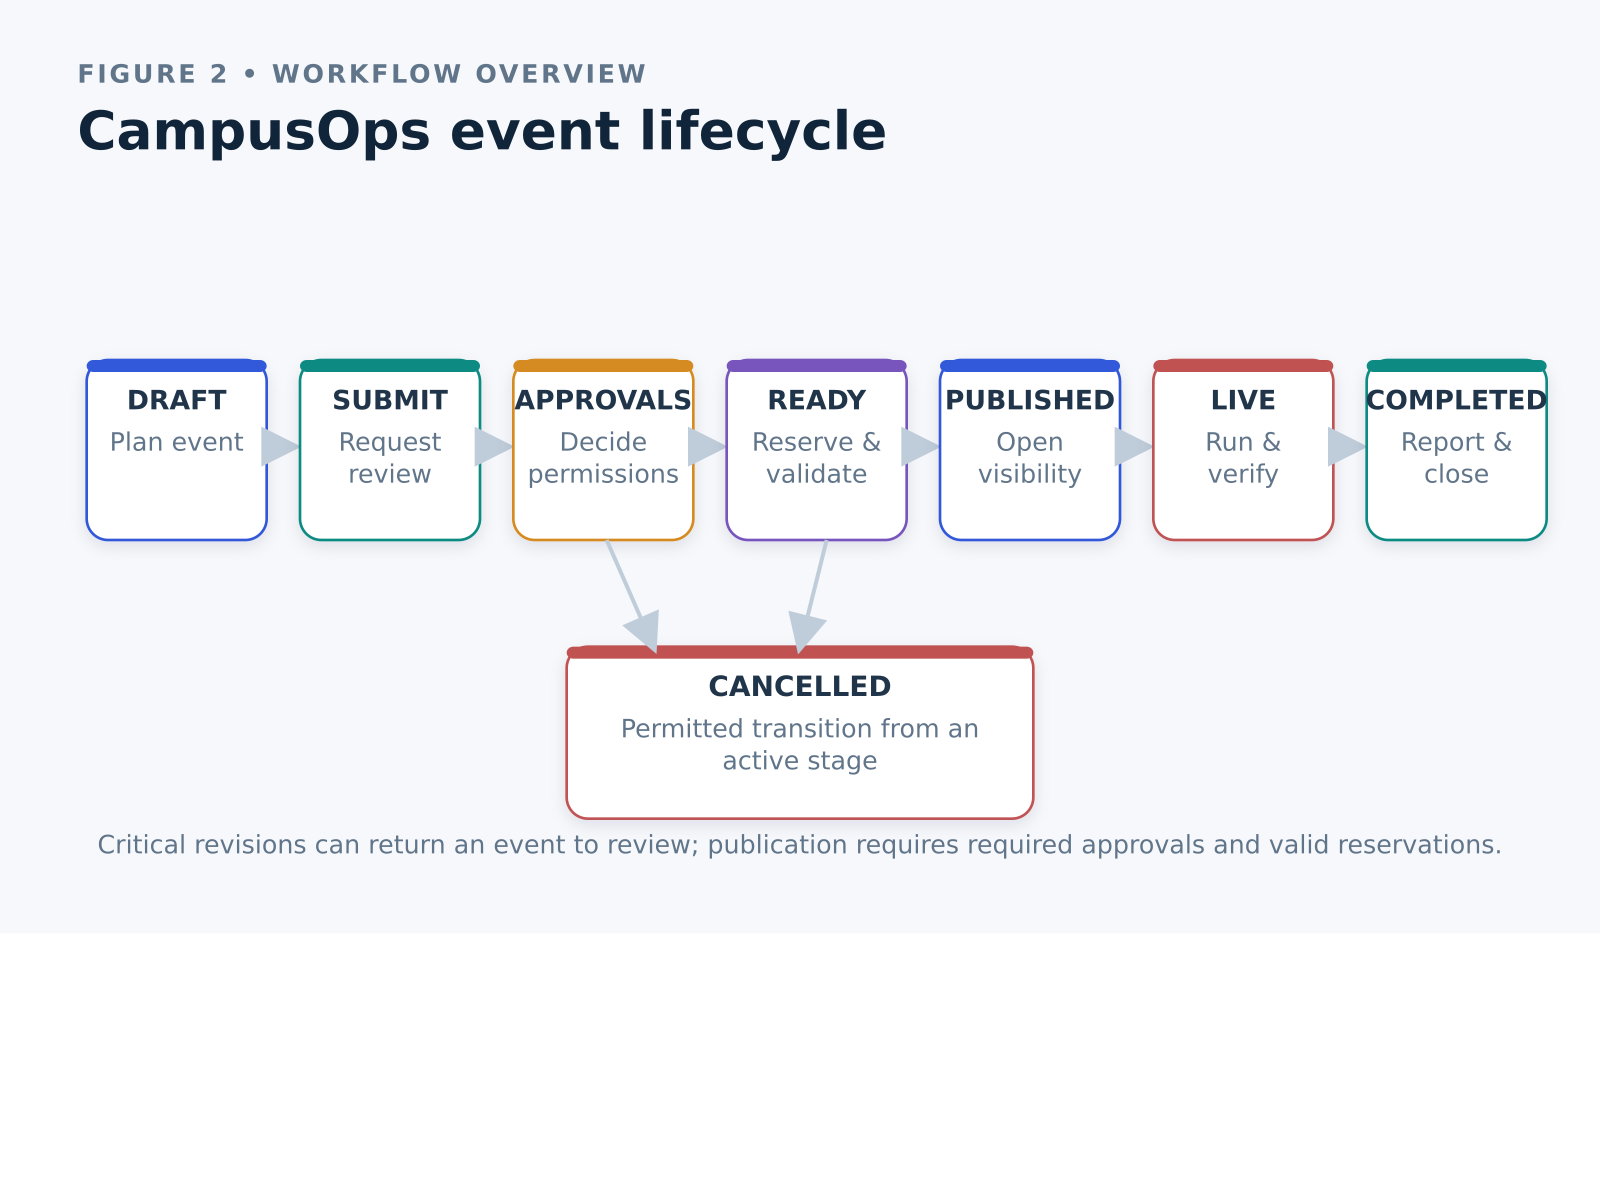 FIGURE 2 • WORKFLOW OVERVIEW
CampusOps event lifecycle
DRAFT
Plan event
SUBMIT
Request
review
APPROVALS
Decide
permissions
READY
Reserve &
validate
PUBLISHED
Open
visibility
LIVE
Run &
verify
COMPLETED
Report &
close
CANCELLED
Permitted transition from an
active stage
Critical revisions can return an event to review; publication requires required approvals and valid reservations.